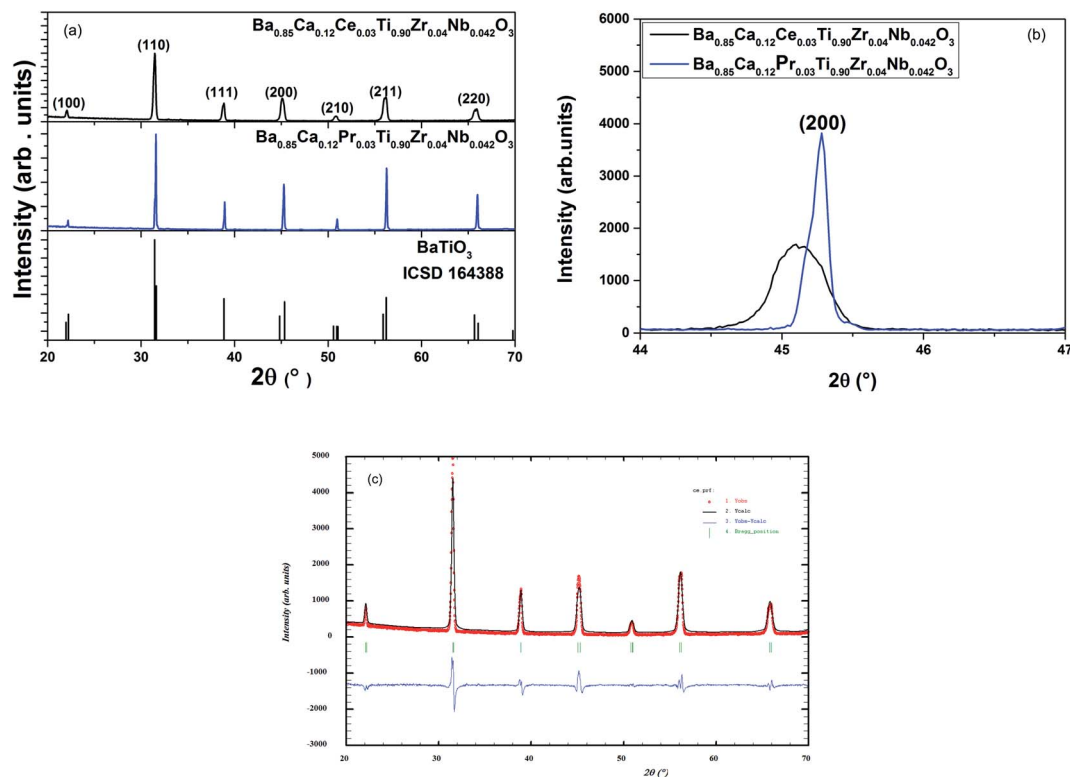 (a)
Ba0.85Ca0.12Ce0.03Ti0.90Zr0.04Nb0.042O3
(100)
(110)
(111)
(200)
(210)
(211)
(220)
Ba0.85Ca0.12Pr0.03Ti0.90Zr0.04Nb0.042O3
BaTiO3
ICSD 164388
Intensity (arb . units)
20 30 40 50 60 70
2θ (°)
(b)
Ba0.85Ca0.12Ce0.03Ti0.90Zr0.04Nb0.042O3
Ba0.85Ca0.12Pr0.03Ti0.90Zr0.04Nb0.042O3
(200)
Intensity (arb.units)
6000
5000
4000
3000
2000
1000
0
44 45 46 47
2θ (°)
(c)
ce.prf:
1. Yobs
2. Ycalc
3. Yobs-Ycalc
4. Bragg_position
Intensity (arb. units)
5000
4000
3000
2000
1000
0
-1000
-2000
-3000
20 30 40 50 60 70
2θ (°)